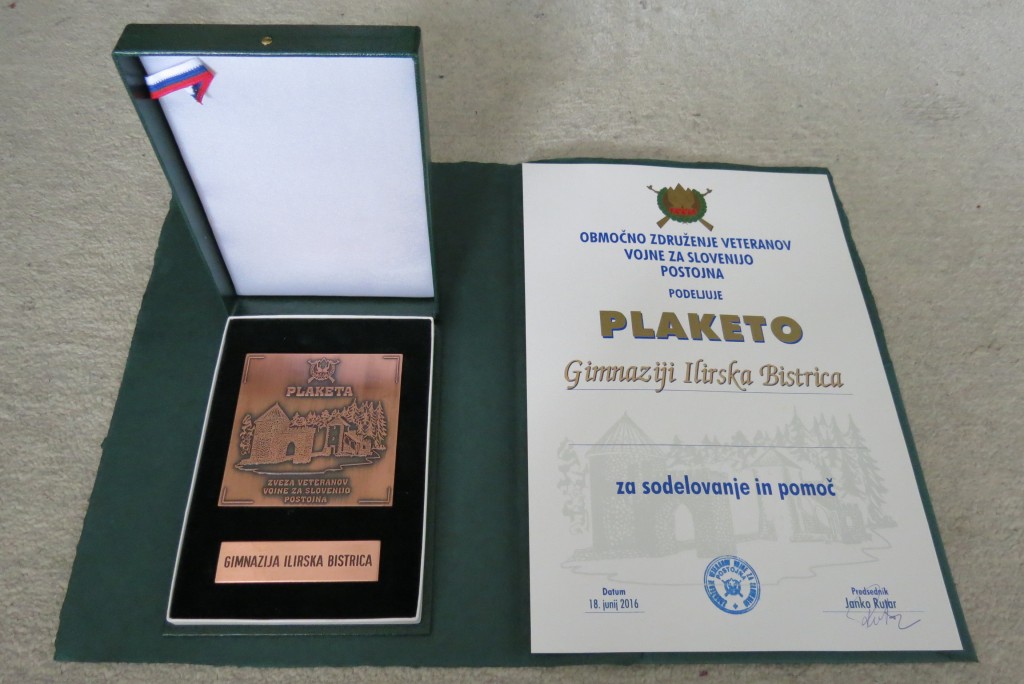 PLAKETA
ZVEZA VETERANOV
VOJNE ZA SLOVENIJO
POSTOJNA
GIMNAZIJA ILIRSKA BISTRICA
OBMOČNO ZDRUŽENJE VETERANOV
VOJNE ZA SLOVENIJO
POSTOJNA
PODELJUJE
PLAKETO
Gimnaziji Ilirska Bistrica
za sodelovanje in pomoč
POSTOJNA
Datum
18. junij 2016
Predsednik
Janko Rutar